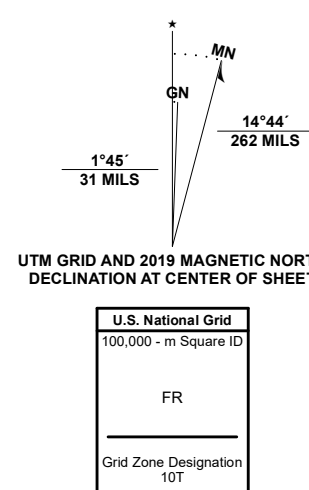 ★
MN
GN
14°44´
262 MILS
1°45´
31 MILS
UTM GRID AND 2019 MAGNETIC NORT
DECLINATION AT CENTER OF SHEET
U.S. National Grid
100,000 - m Square ID
FR
Grid Zone Designation
10T